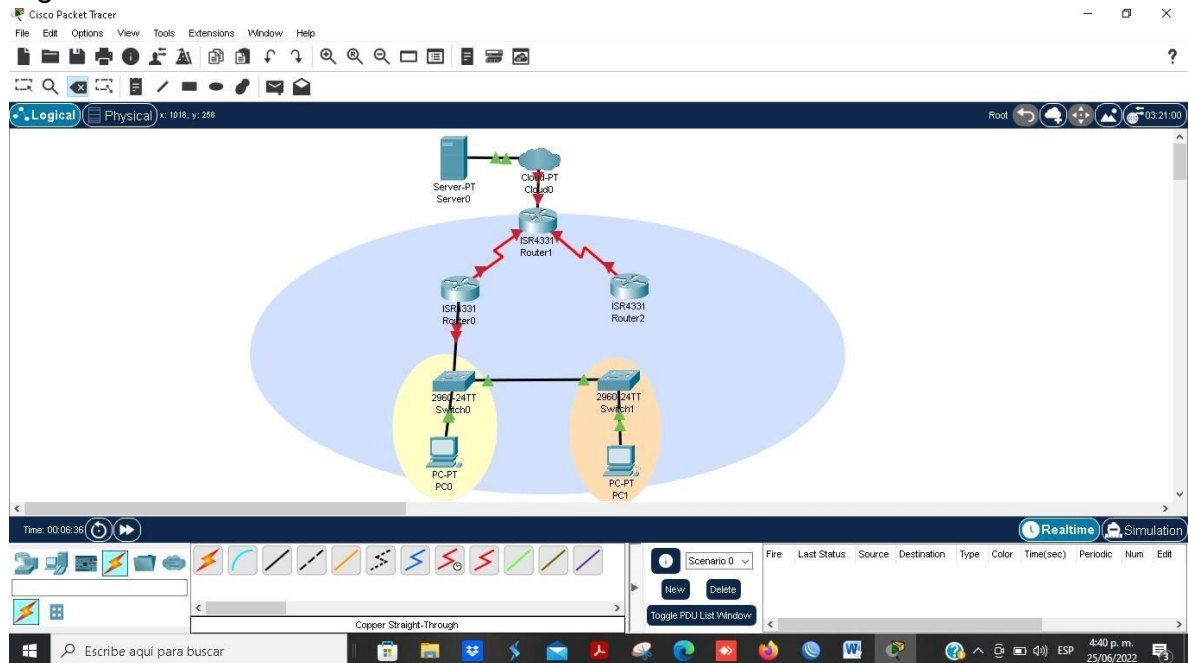 Cisco Packet Tracer
File Edit Options View Tools Extensions Window Help
?
Logical Physical x: 1018, y: 258 Root 03:21:00
Server-PT
Server0
Cloud-PT
Cloud0
ISR4331
Router1
ISR4331
Router0
ISR4331
Router2
2960-24TT
Switch0
2960-24TT
Switch1
PC-PT
PC0
PC-PT
PC1
Time: 00:06:36 Realtime Simulation
Scenario 0
New Delete
Toggle PDU List Window
Fire Last Status Source Destination Type Color Time(sec) Periodic Num Edit
Copper Straight-Through
Escribe aquí para buscar
ESP
4:40 p. m.
25/06/2022
3